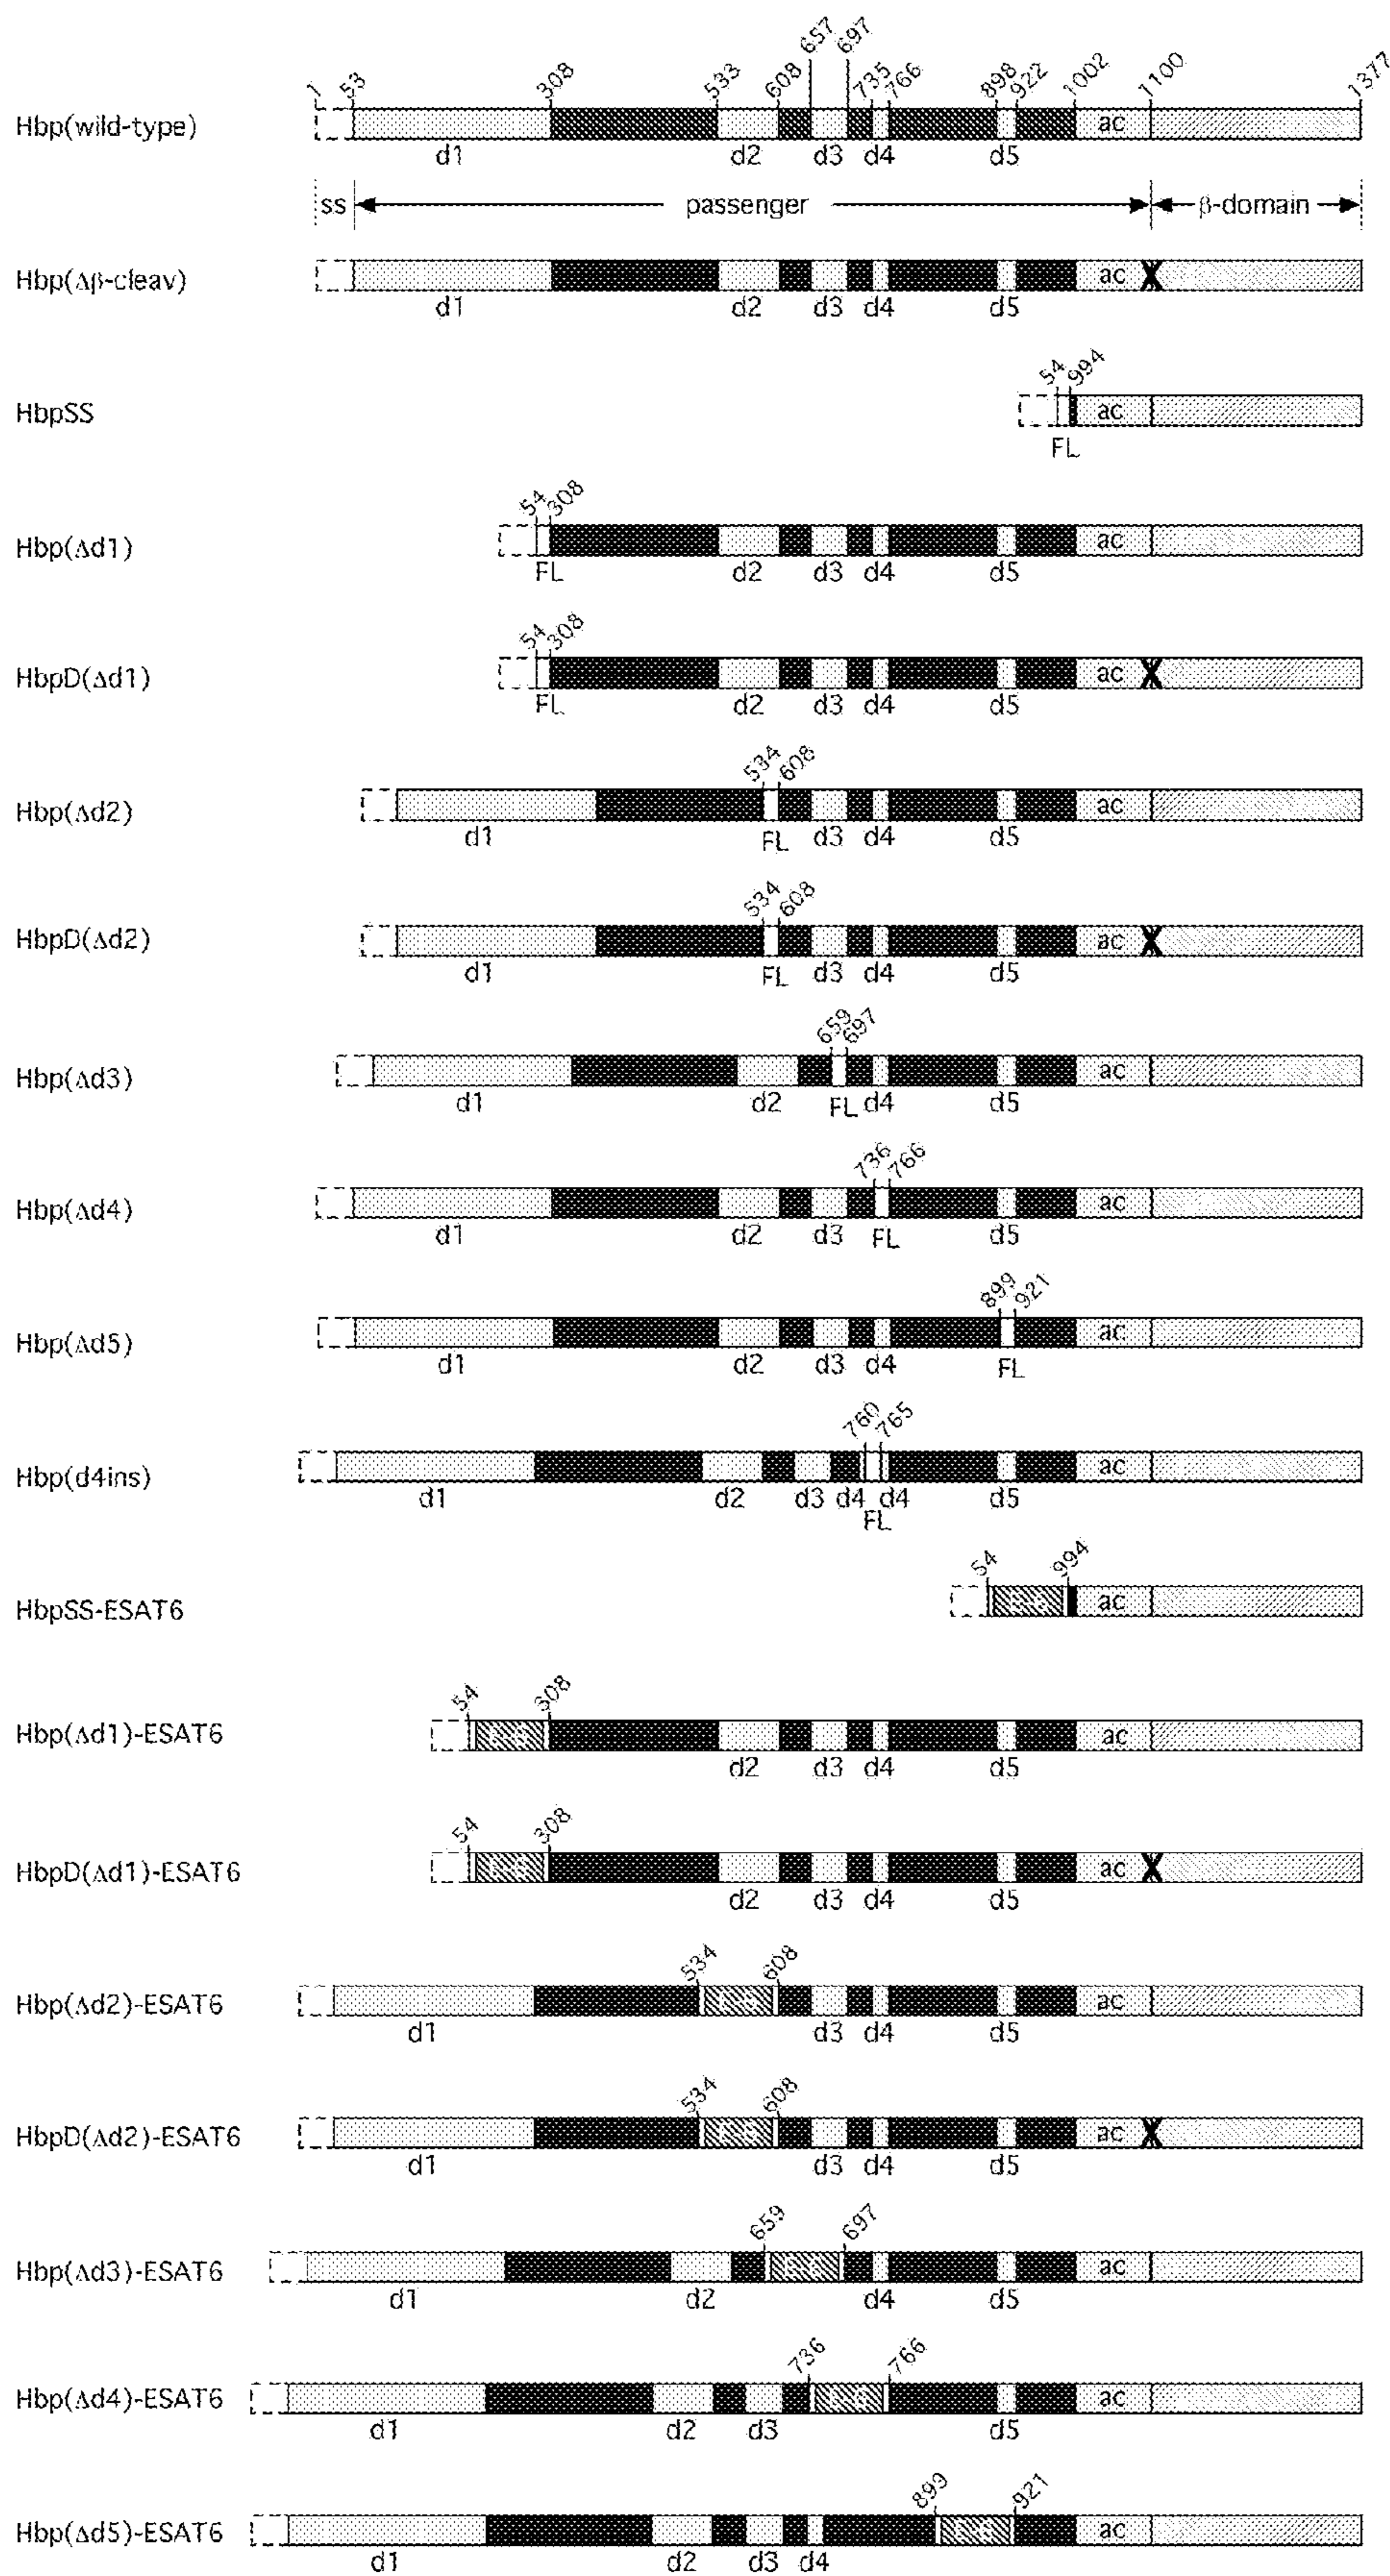 657 697
1 53 308 533 608 735 766 898 922 1002 1100 1377
Hbp(wild-type) ac
d1 d2 d3 d4 d5
ss passenger β-domain
Hbp(Δβ-cleav) ac X
d1 d2 d3 d4 d5
54 994
HbpSS ac
FL
54 308
Hbp(Δd1) ac
FL d2 d3 d4 d5
54 308
HbpD(Δd1) ac X
FL d2 d3 d4 d5
534 608
Hbp(Δd2) ac
d1 FL d3 d4 d5
534 608
HbpD(Δd2) ac X
d1 FL d3 d4 d5
659 697
Hbp(Δd3) ac
d1 d2 FL d4 d5
736 766
Hbp(Δd4) ac
d1 d2 d3 FL d5
899 921
Hbp(Δd5) ac
d1 d2 d3 d4 FL
760 765
Hbp(d4ins) ac
d1 d2 d3 d4 d4 d5
FL
54 994
HbpSS-ESAT6 ac
54 308
Hbp(Δd1)-ESAT6 ac
d2 d3 d4 d5
54 308
HbpD(Δd1)-ESAT6 ac X
d2 d3 d4 d5
534 608
Hbp(Δd2)-ESAT6 ac
d1 d3 d4 d5
534 608
HbpD(Δd2)-ESAT6 ac X
d1 d3 d4 d5
659 697
Hbp(Δd3)-ESAT6 ac
d1 d2 d4 d5
736 766
Hbp(Δd4)-ESAT6 ac
d1 d2 d3 d5
899 921
Hbp(Δd5)-ESAT6 ac
d1 d2 d3 d4